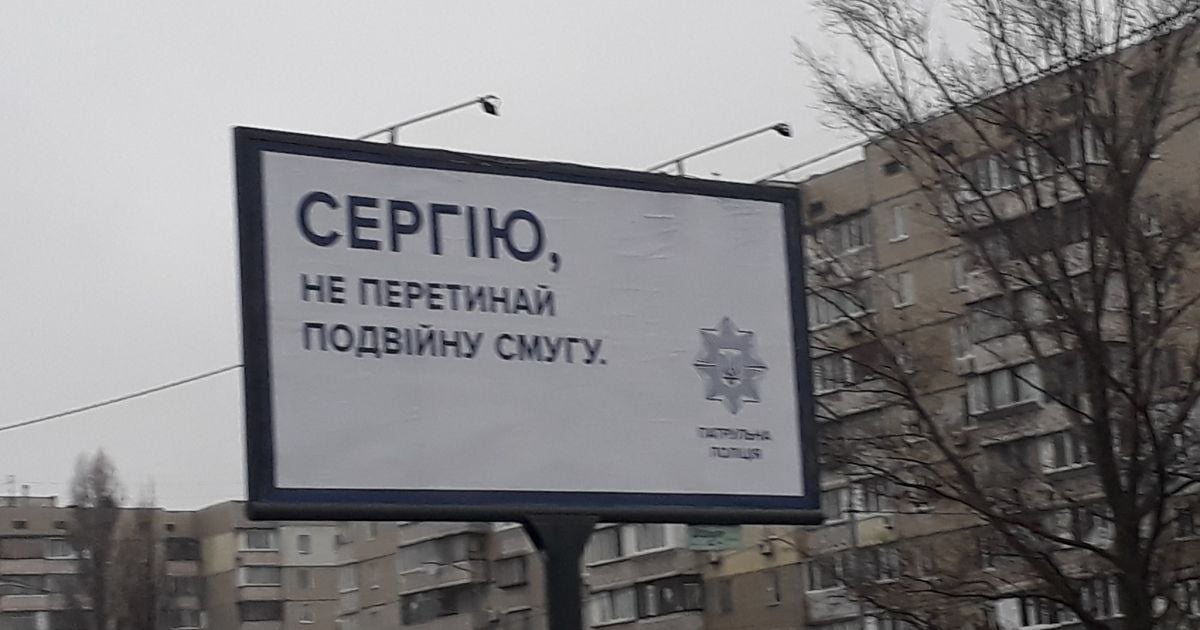 СЕРГІЮ,
НЕ ПЕРЕТИНАЙ
ПОДВІЙНУ СМУГУ.
ПАТРУЛЬНА
ПОЛІЦІЯ